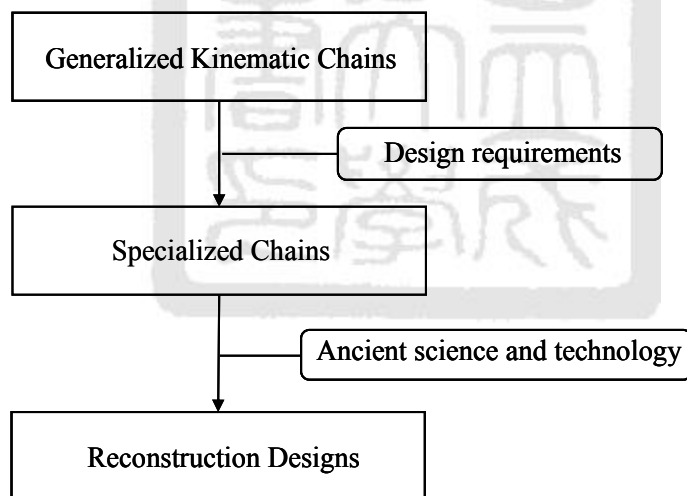 Generalized Kinematic Chains
Design requirements
Specialized Chains
Ancient science and technology
Reconstruction Designs